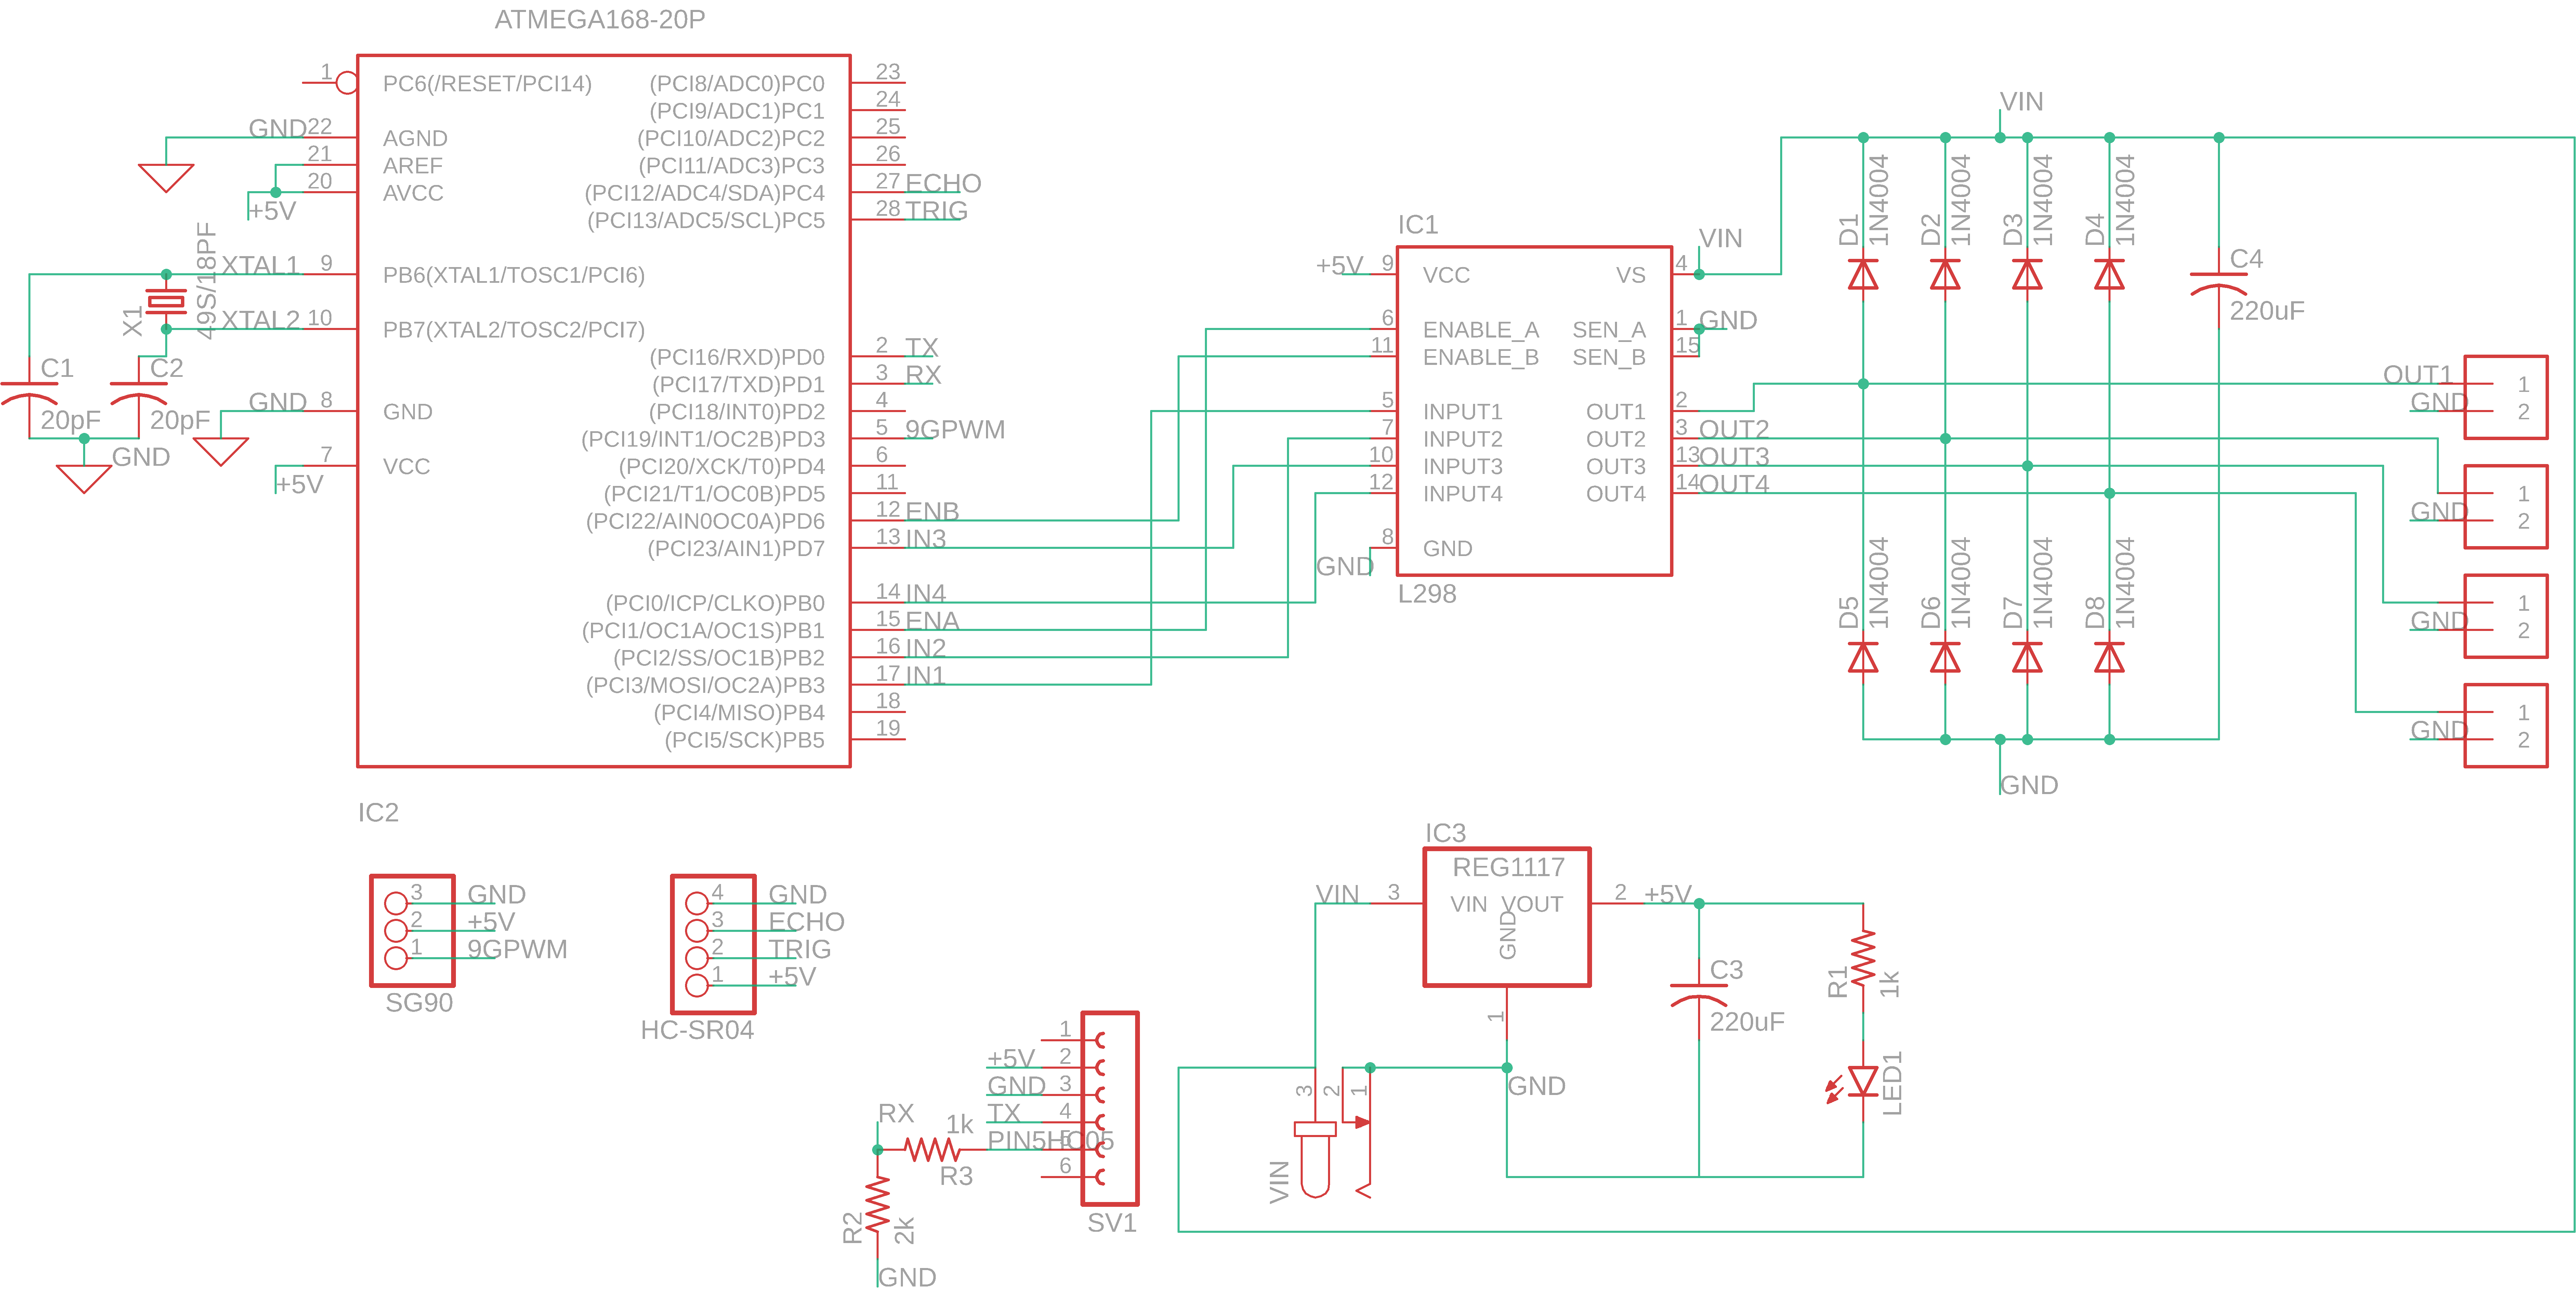 ATMEGA168-20P
1 PC6(/RESET/PCI14) (PCI8/ADC0)PC0 23
(PCI9/ADC1)PC1 24
GND 22 AGND (PCI10/ADC2)PC2 25
21 AREF (PCI11/ADC3)PC3 26
20 AVCC (PCI12/ADC4/SDA)PC4 27 ECHO
+5V (PCI13/ADC5/SCL)PC5 28 TRIG
XTAL1 9 PB6(XTAL1/TOSC1/PCI6)
X1 49S/18PF
XTAL2 10 PB7(XTAL2/TOSC2/PCI7)
(PCI16/RXD)PD0 2 TX
C1 C2 (PCI17/TXD)PD1 3 RX
20pF 20pF
GND 8 GND (PCI18/INT0)PD2 4
(PCI19/INT1/OC2B)PD3 5 9GPWM
GND
7 VCC (PCI20/XCK/T0)PD4 6
+5V (PCI21/T1/OC0B)PD5 11
(PCI22/AIN0OC0A)PD6 12 ENB
(PCI23/AIN1)PD7 13 IN3
(PCI0/ICP/CLKO)PB0 14 IN4
(PCI1/OC1A/OC1S)PB1 15 ENA
(PCI2/SS/OC1B)PB2 16 IN2
(PCI3/MOSI/OC2A)PB3 17 IN1
(PCI4/MISO)PB4 18
(PCI5/SCK)PB5 19
IC2
IC1
VIN
+5V 9 VCC VS 4
6 ENABLE_A SEN_A 1 GND
11 ENABLE_B SEN_B 15
5 INPUT1 OUT1 2
7 INPUT2 OUT2 3 OUT2
10 INPUT3 OUT3 13 OUT3
12 INPUT4 OUT4 14 OUT4
GND 8 GND
L298
VIN
D1 1N4004
D2 1N4004
D3 1N4004
D4 1N4004
C4
220uF
D5 1N4004
D6 1N4004
D7 1N4004
D8 1N4004
GND
OUT1 1
GND 2
1
GND 2
1
GND 2
1
GND 2
3 GND
2 +5V
1 9GPWM
SG90
4 GND
3 ECHO
2 TRIG
1 +5V
HC-SR04
1
+5V 2
GND 3
TX 4
PIN5HC05 5
6
SV1
RX
1k
R3
R2 2k
GND
IC3
REG1117
VIN 3 VIN VOUT 2 +5V
GND
1
GND
3 2 1
VIN
C3
220uF
R1 1k
LED1